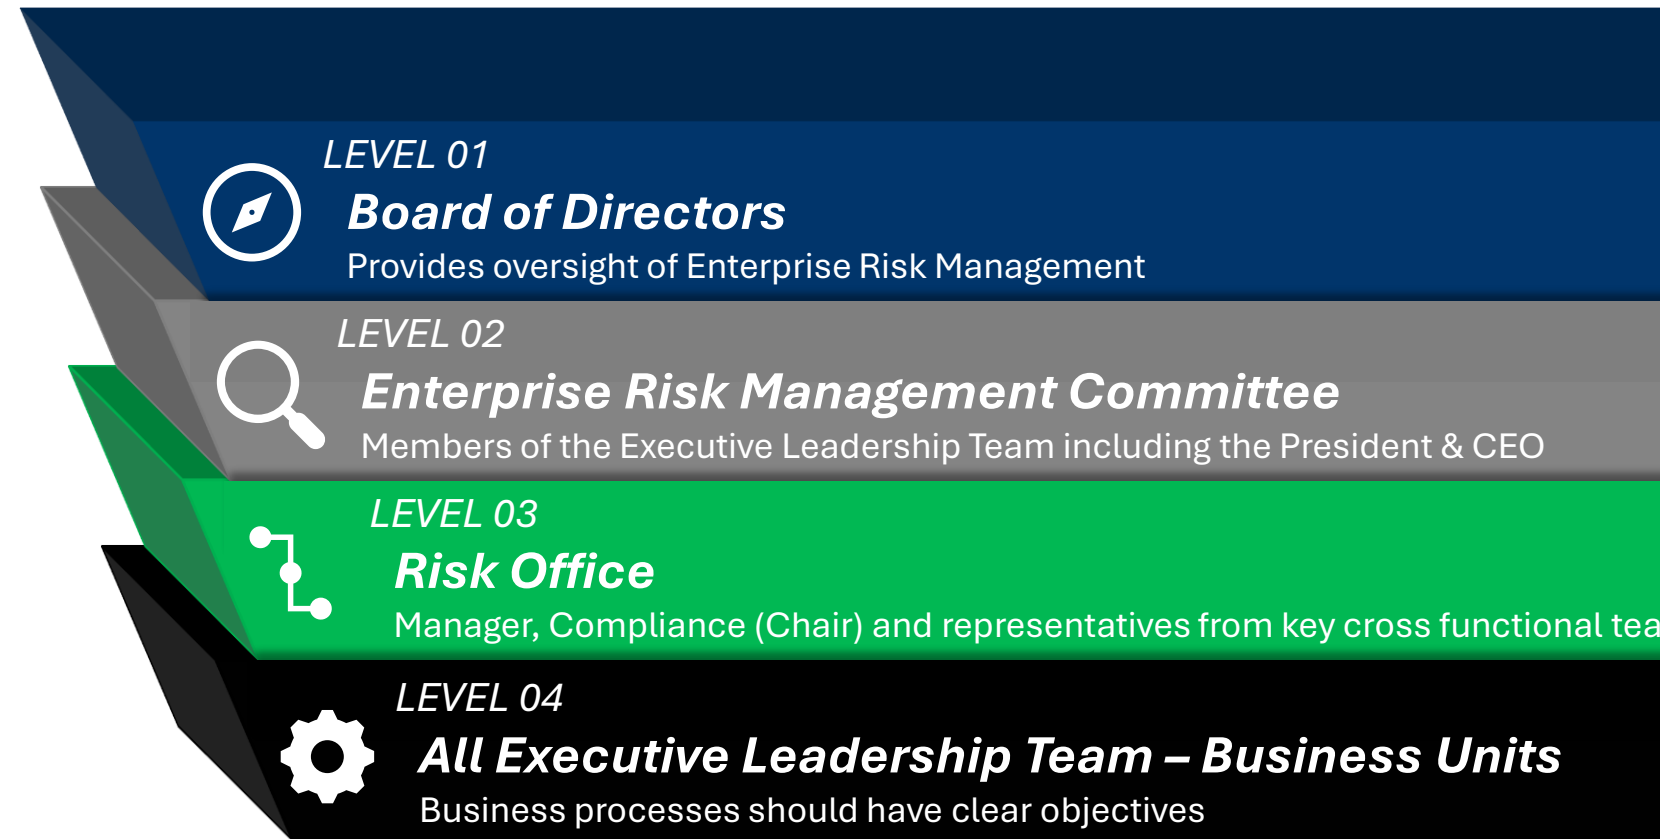 LEVEL 01
Board of Directors
Provides oversight of Enterprise Risk Management
LEVEL 02
Enterprise Risk Management Committee
Members of the Executive Leadership Team including the President & CEO
LEVEL 03
Risk Office
Manager, Compliance (Chair) and representatives from key cross functional
LEVEL 04
All Executive Leadership Team – Business Units
Business processes should have clear objectives